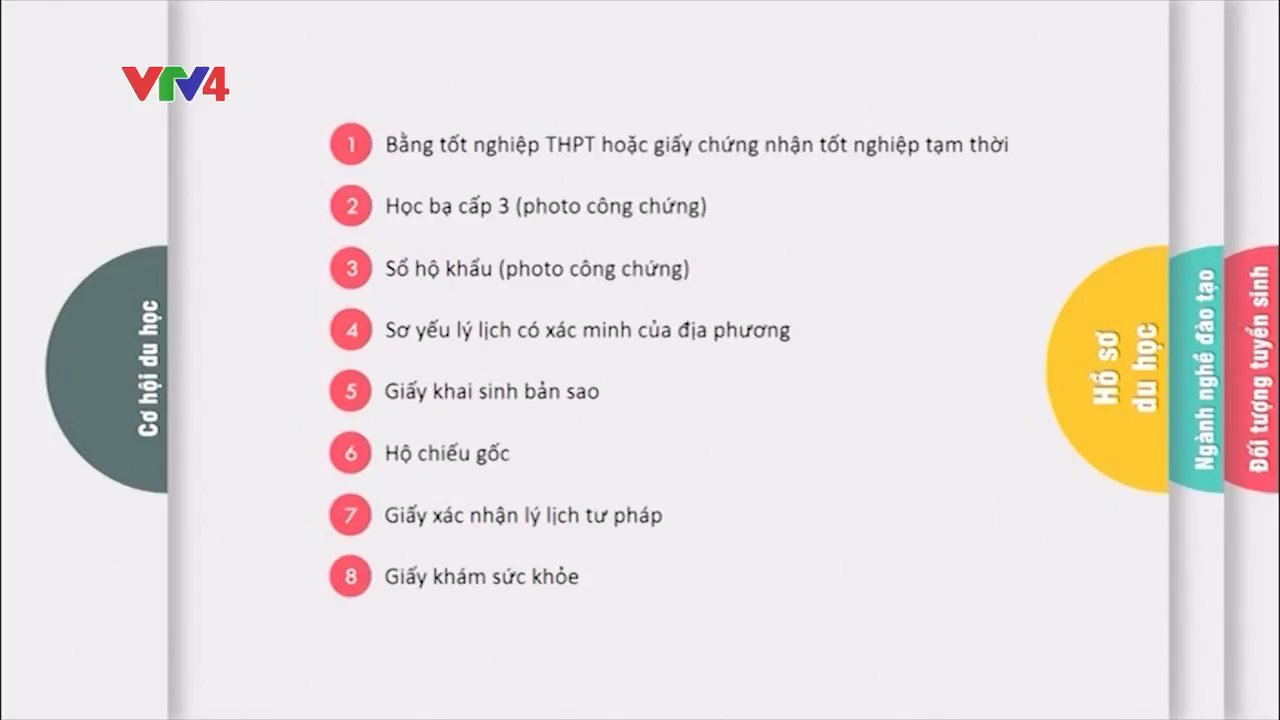 VTV4
1 Bằng tốt nghiệp THPT hoặc giấy chứng nhận tốt nghiệp tạm thời
2 Học bạ cấp 3 (photo công chứng)
3 Sổ hộ khẩu (photo công chứng)
4 Sơ yếu lý lịch có xác minh của địa phương
5 Giấy khai sinh bản sao
6 Hộ chiếu gốc
7 Giấy xác nhận lý lịch tư pháp
8 Giấy khám sức khỏe
Cơ hội du học
Hồ sơ
du học
Ngành nghề đào tạo
Đối tượng tuyển sinh